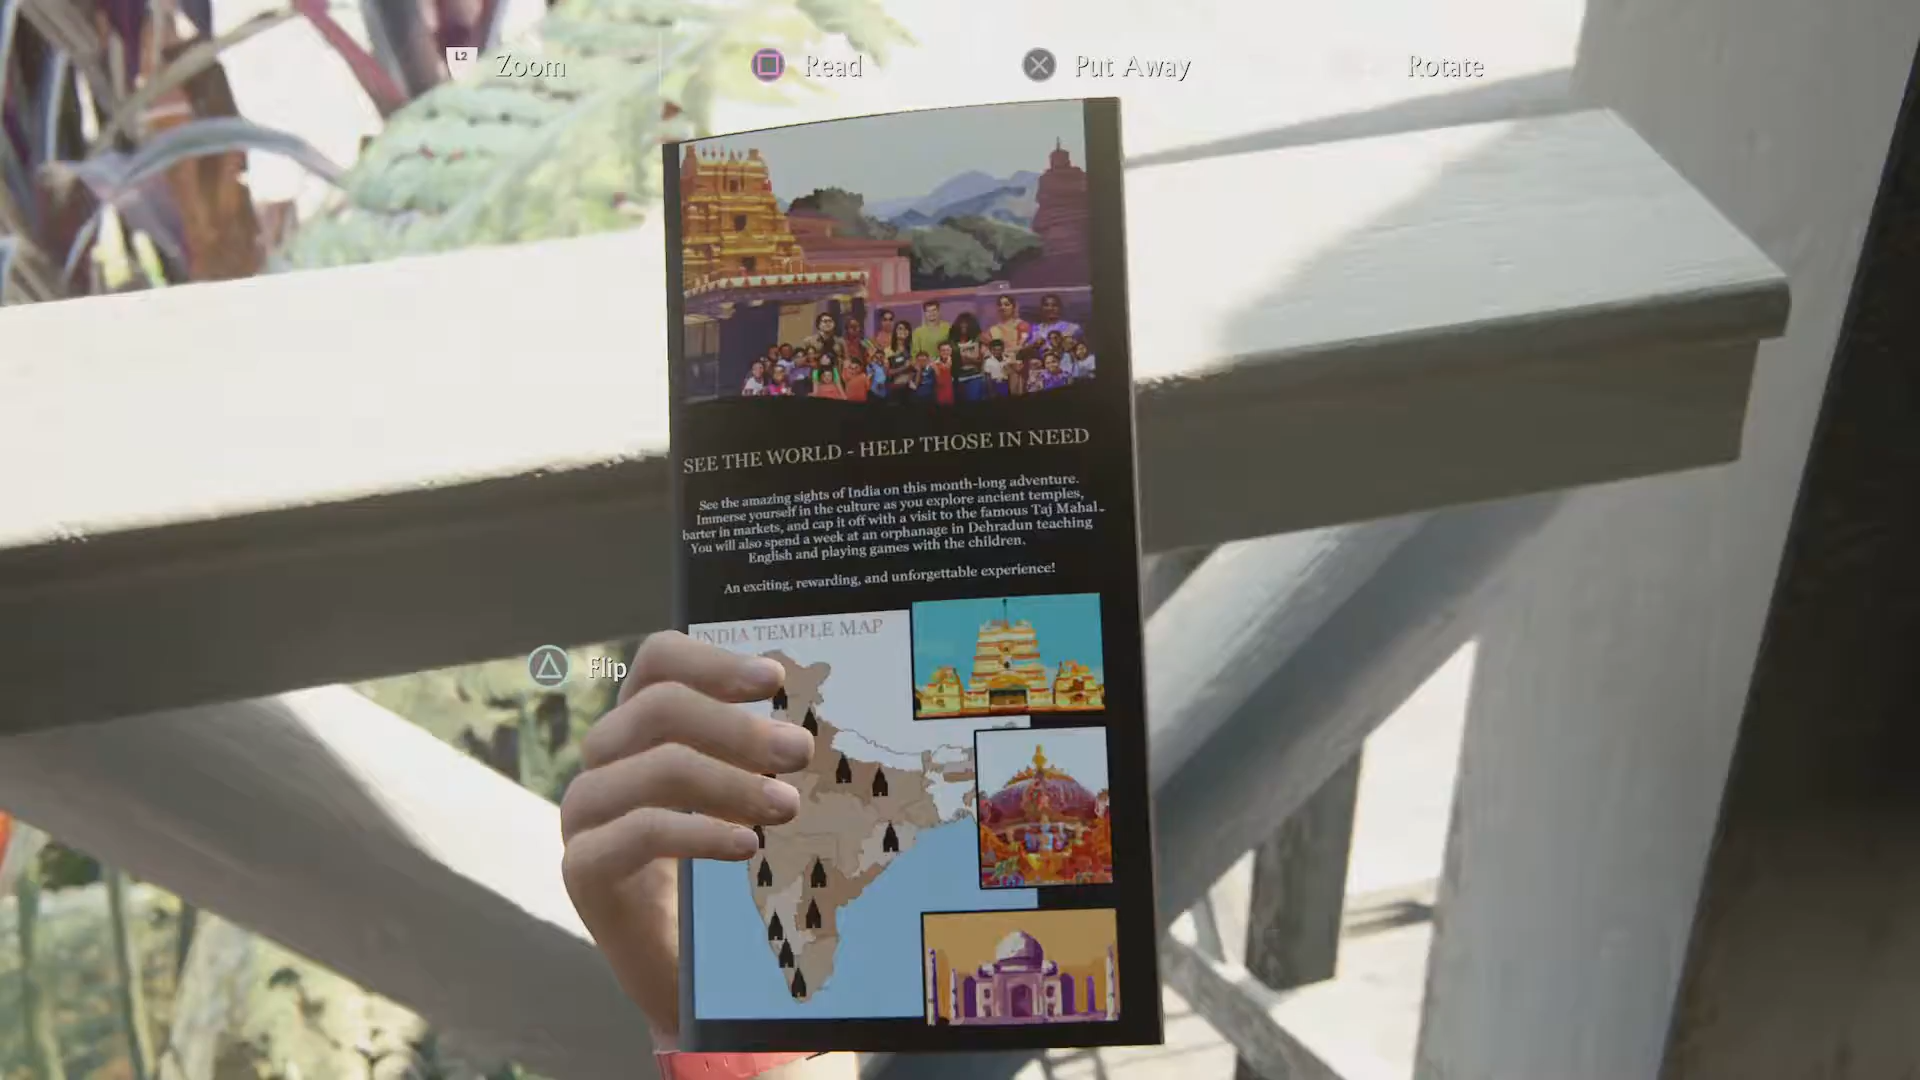 L2 Zoom Read Put Away Rotate
SEE THE WORLD - HELP THOSE IN NEED
See the amazing sights of India on this month-long adventure.
Immerse yourself in the culture as you explore ancient temples,
barter in markets, and cap it off with a visit to the famous Taj Mahal.
You will also spend a week at an orphanage in Dehradun teaching
English and playing games with the children.
An exciting, rewarding, and unforgettable experience!
INDIA TEMPLE MAP
Flip